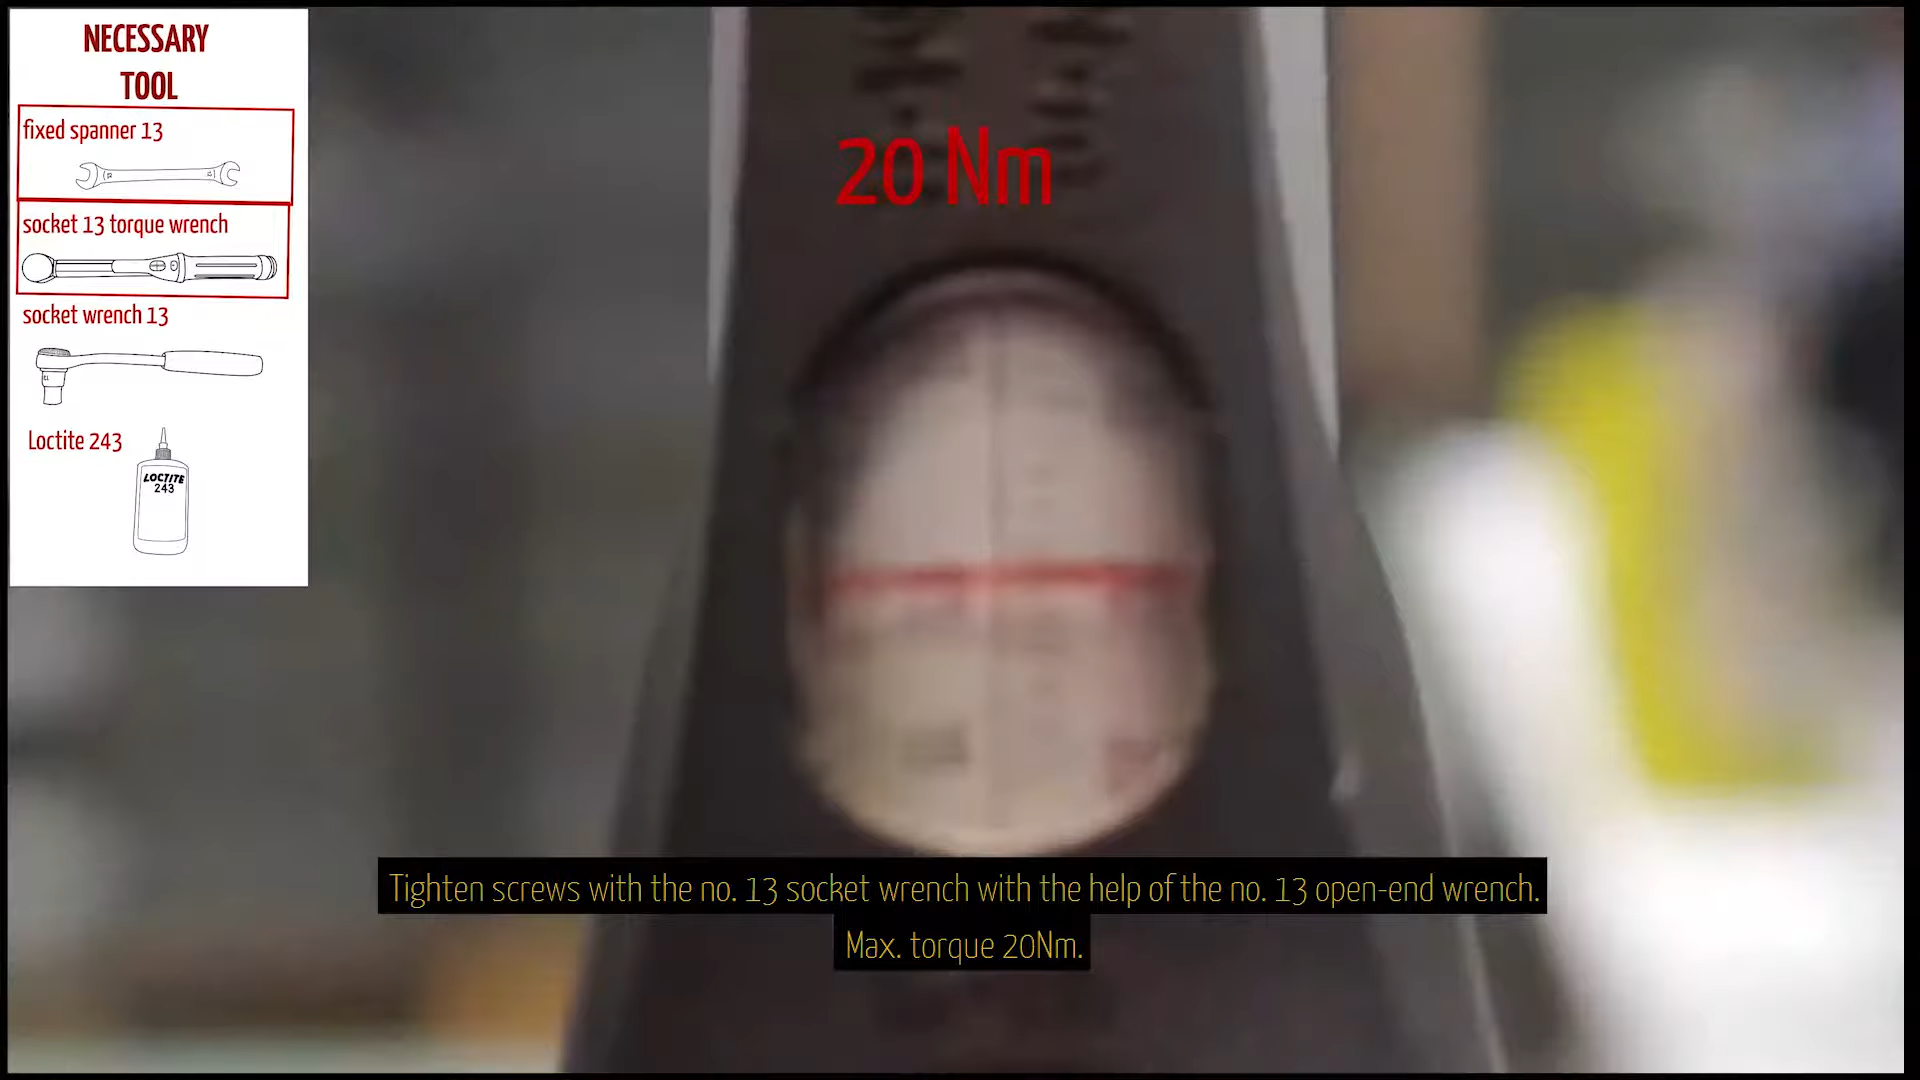 NECESSARY
TOOL
fixed spanner 13
socket 13 torque wrench
socket wrench 13
Loctite 243
LOCTITE
243
20 Nm
Tighten screws with the no. 13 socket wrench with the help of the no. 13 open-end wrench.
Max. torque 20Nm.